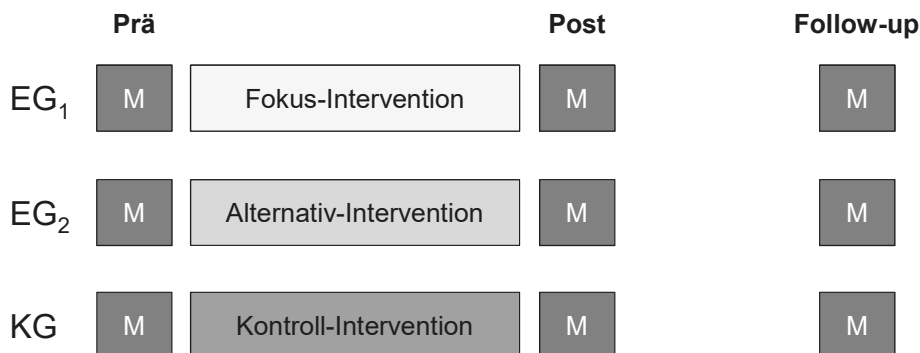 Prä Post Follow-up
EG₁ M Fokus-Intervention M M
EG₂ M Alternativ-Intervention M M
KG M Kontroll-Intervention M M